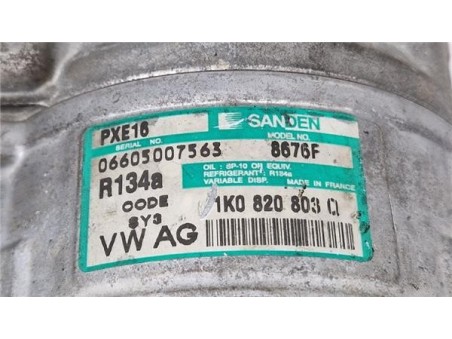 PXE16 SANDEN
SERIAL NO. MODEL NO.
06605007563 8676F
R134a OIL : SP-10 OR EQUIV.
REFRIGERANT : R134a
CODE VARIABLE DISP. MADE IN FRANCE
SY3 1K0 820 803
VW AG